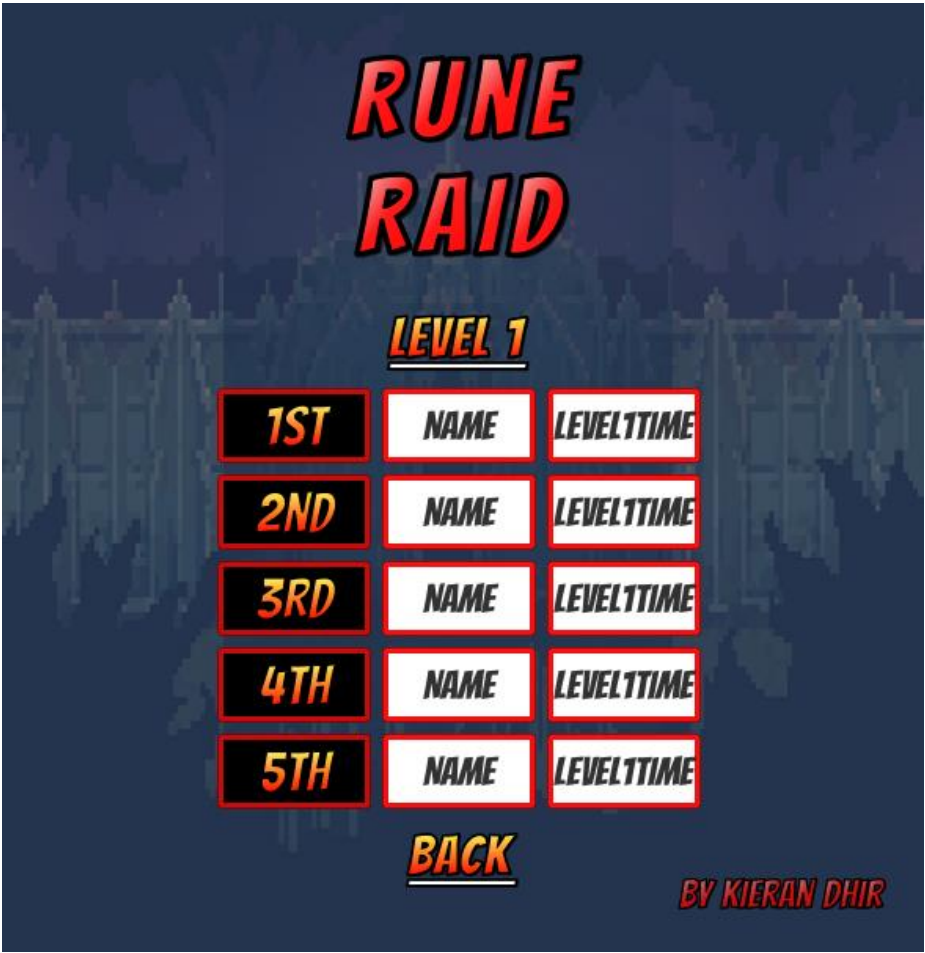 RUNE
RAID
LEVEL 1
1ST NAME LEVEL1TIME
2ND NAME LEVEL1TIME
3RD NAME LEVEL1TIME
4TH NAME LEVEL1TIME
5TH NAME LEVEL1TIME
BACK
BY KIERAN DHIR